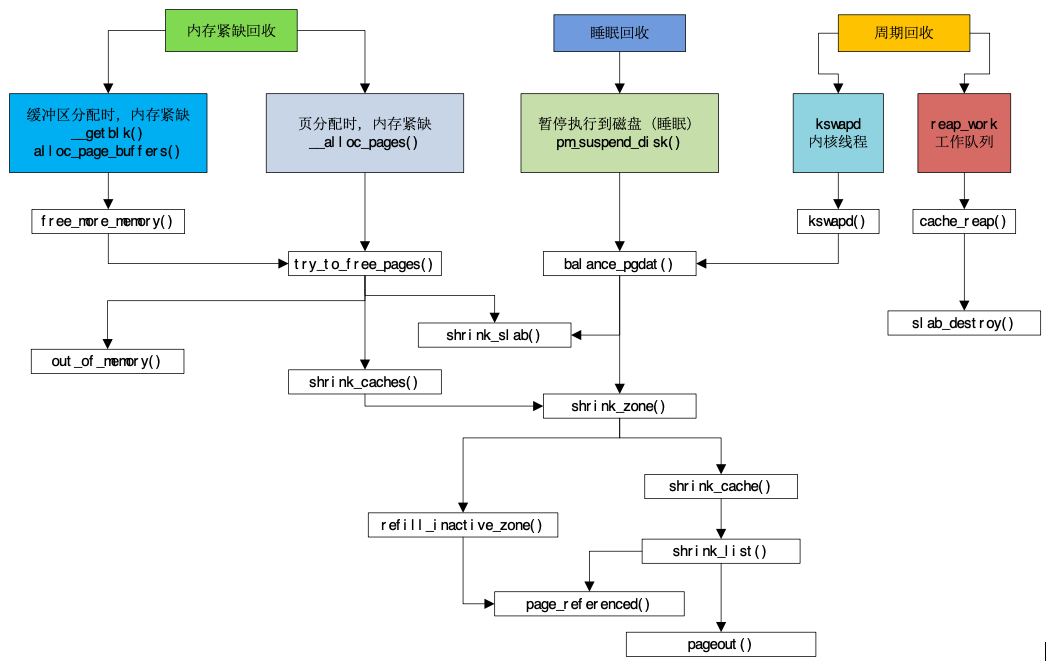 内存紧缺回收
睡眠回收
周期回收
缓冲区分配时，内存紧缺
__getblk()
alloc_page_buffers()
页分配时，内存紧缺
__alloc_pages()
暂停执行到磁盘（睡眠）
pm_suspend_disk()
kswapd
内核线程
reap_work
工作队列
free_more_memory()
kswapd()
cache_reap()
try_to_free_pages()
balance_pgdat()
slab_destroy()
shrink_slab()
out_of_memory()
shrink_caches()
shrink_zone()
shrink_cache()
refill_inactive_zone()
shrink_list()
page_referenced()
pageout()